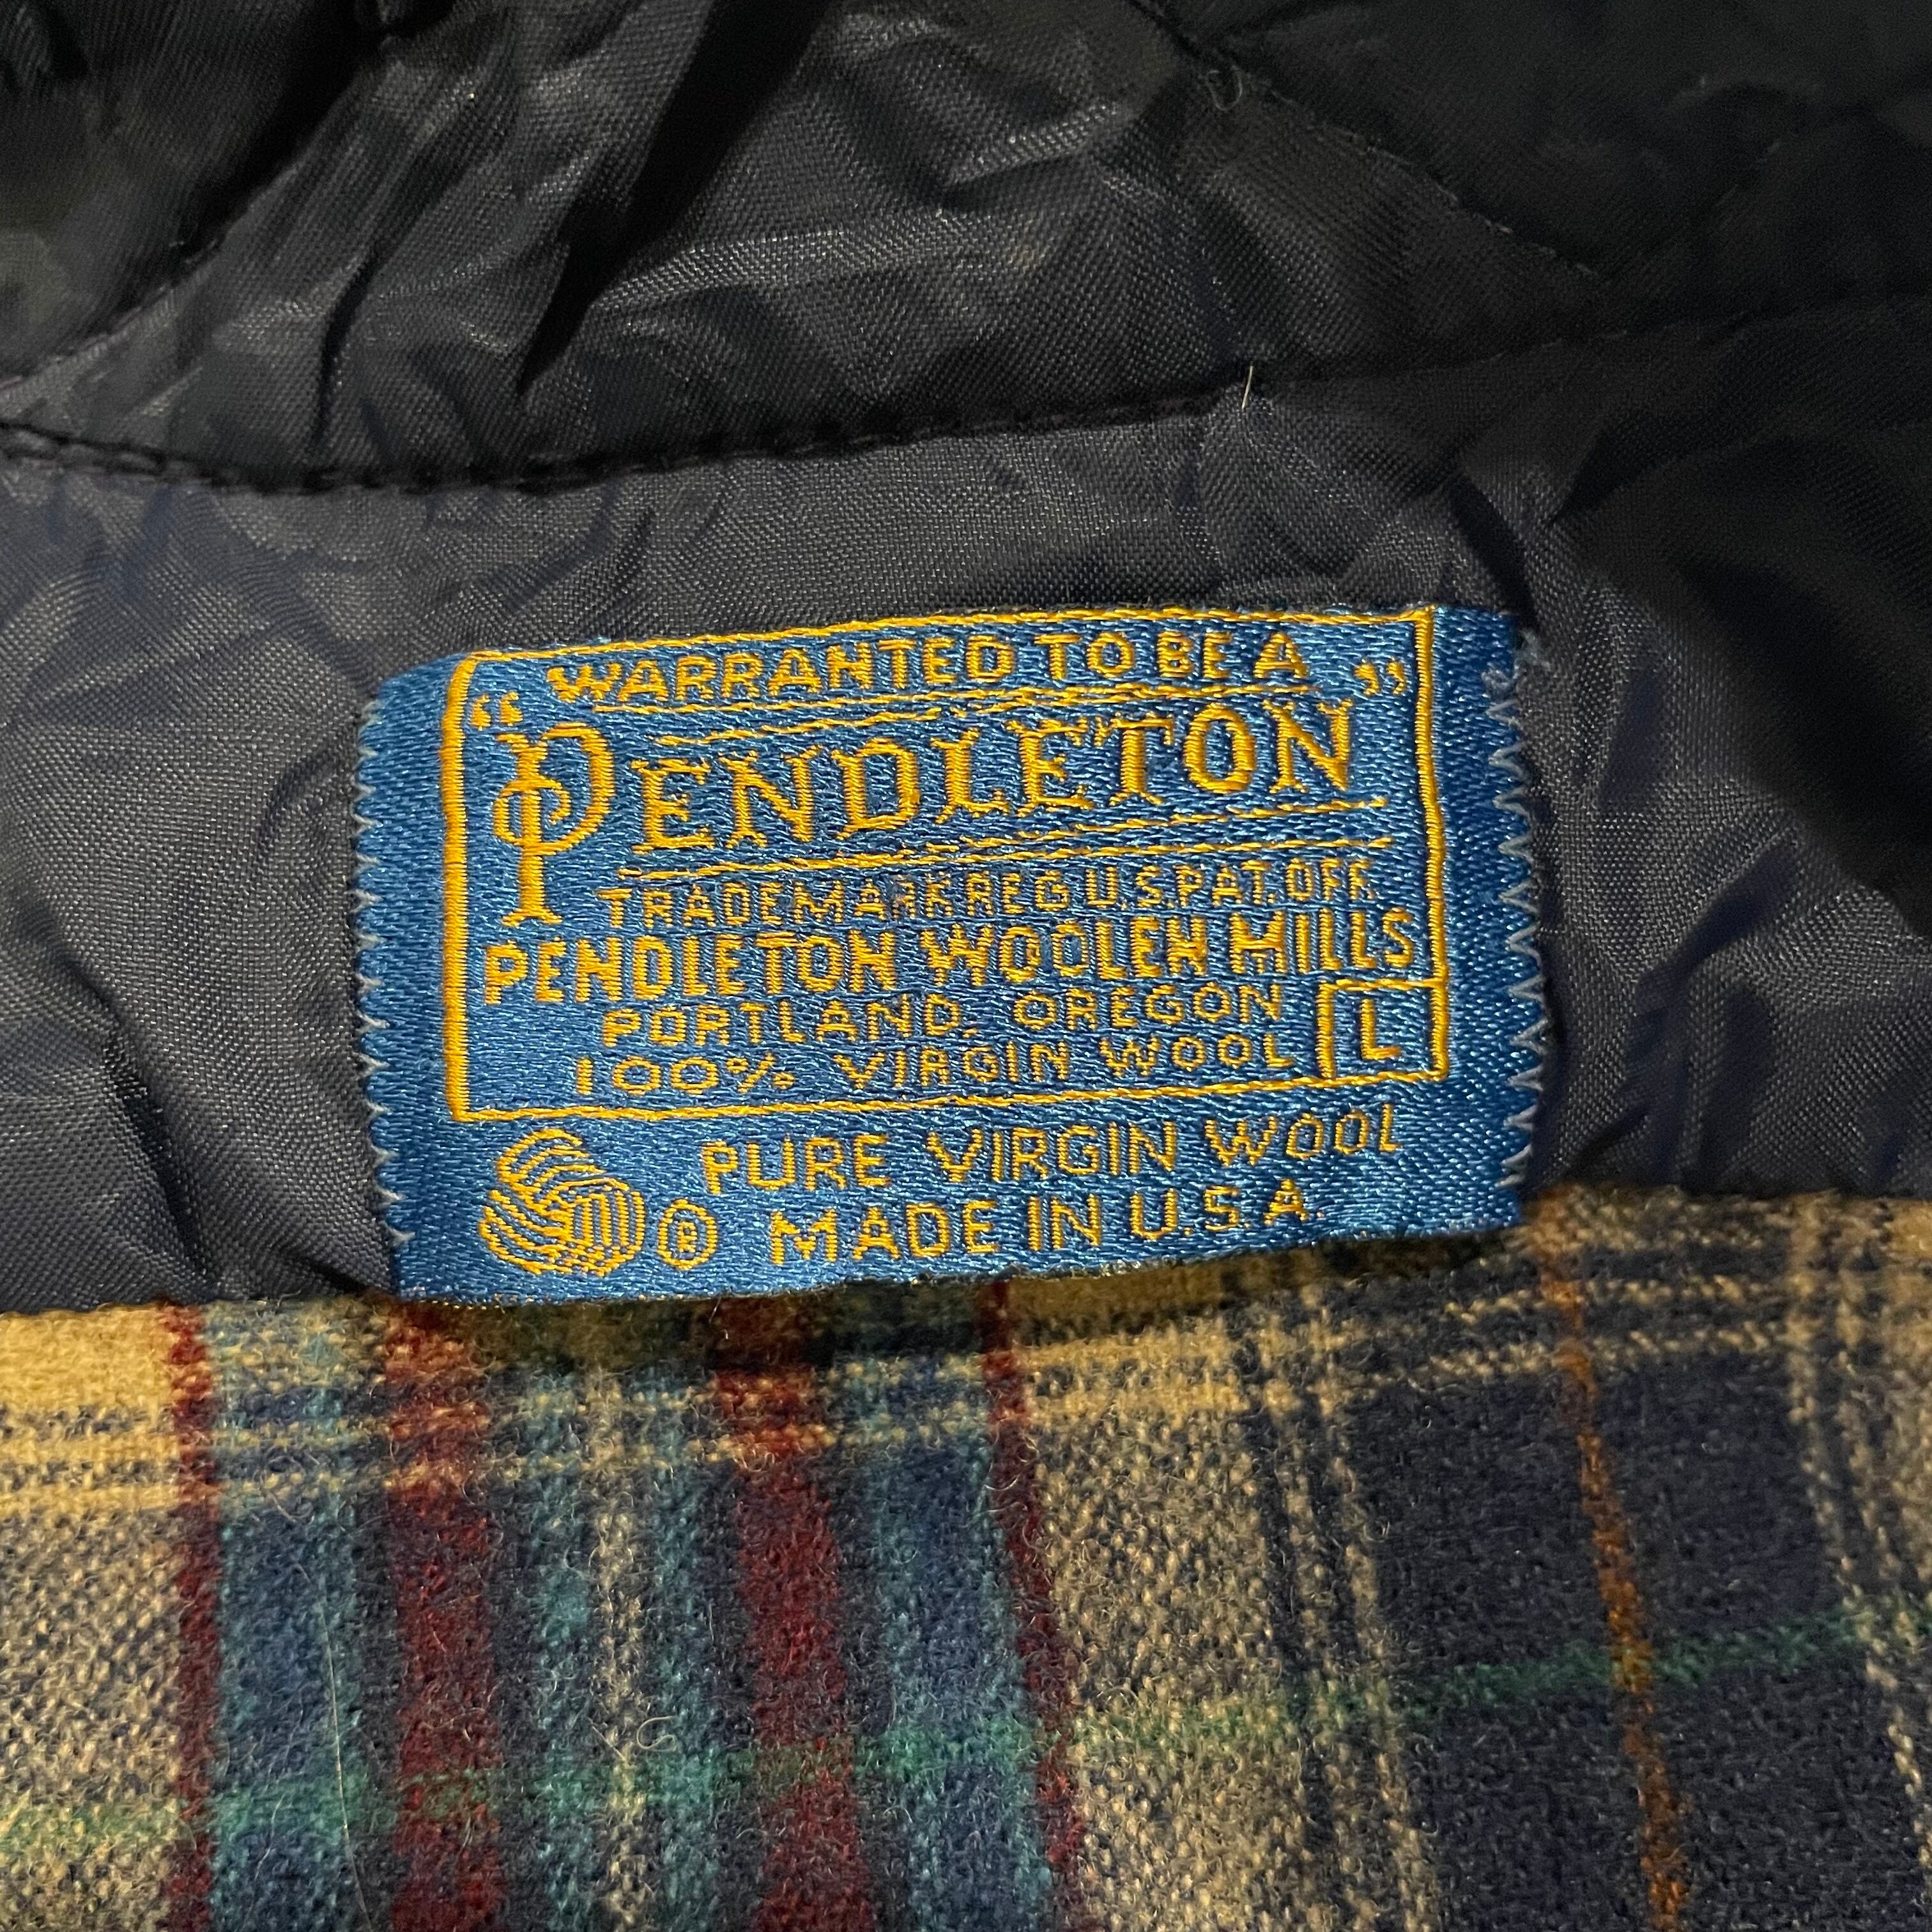 WARRANTED TO BE A
"PENDLETON"
TRADEMARK REG U.S. PAT. OFF.
PENDLETON WOOLEN MILLS
PORTLAND, OREGON
100% VIRGIN WOOL L
PURE VIRGIN WOOL
® MADE IN U.S.A.